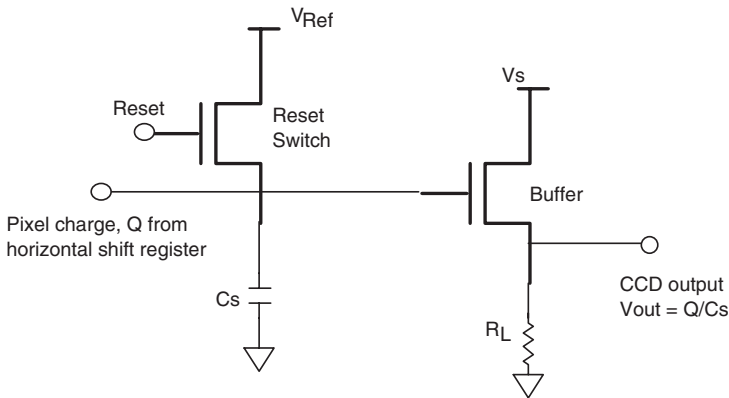 VRef
Reset
Reset
Switch
Vs
Buffer
Pixel charge, Q from
horizontal shift register
Cs
CCD output
Vout = Q/Cs
RL